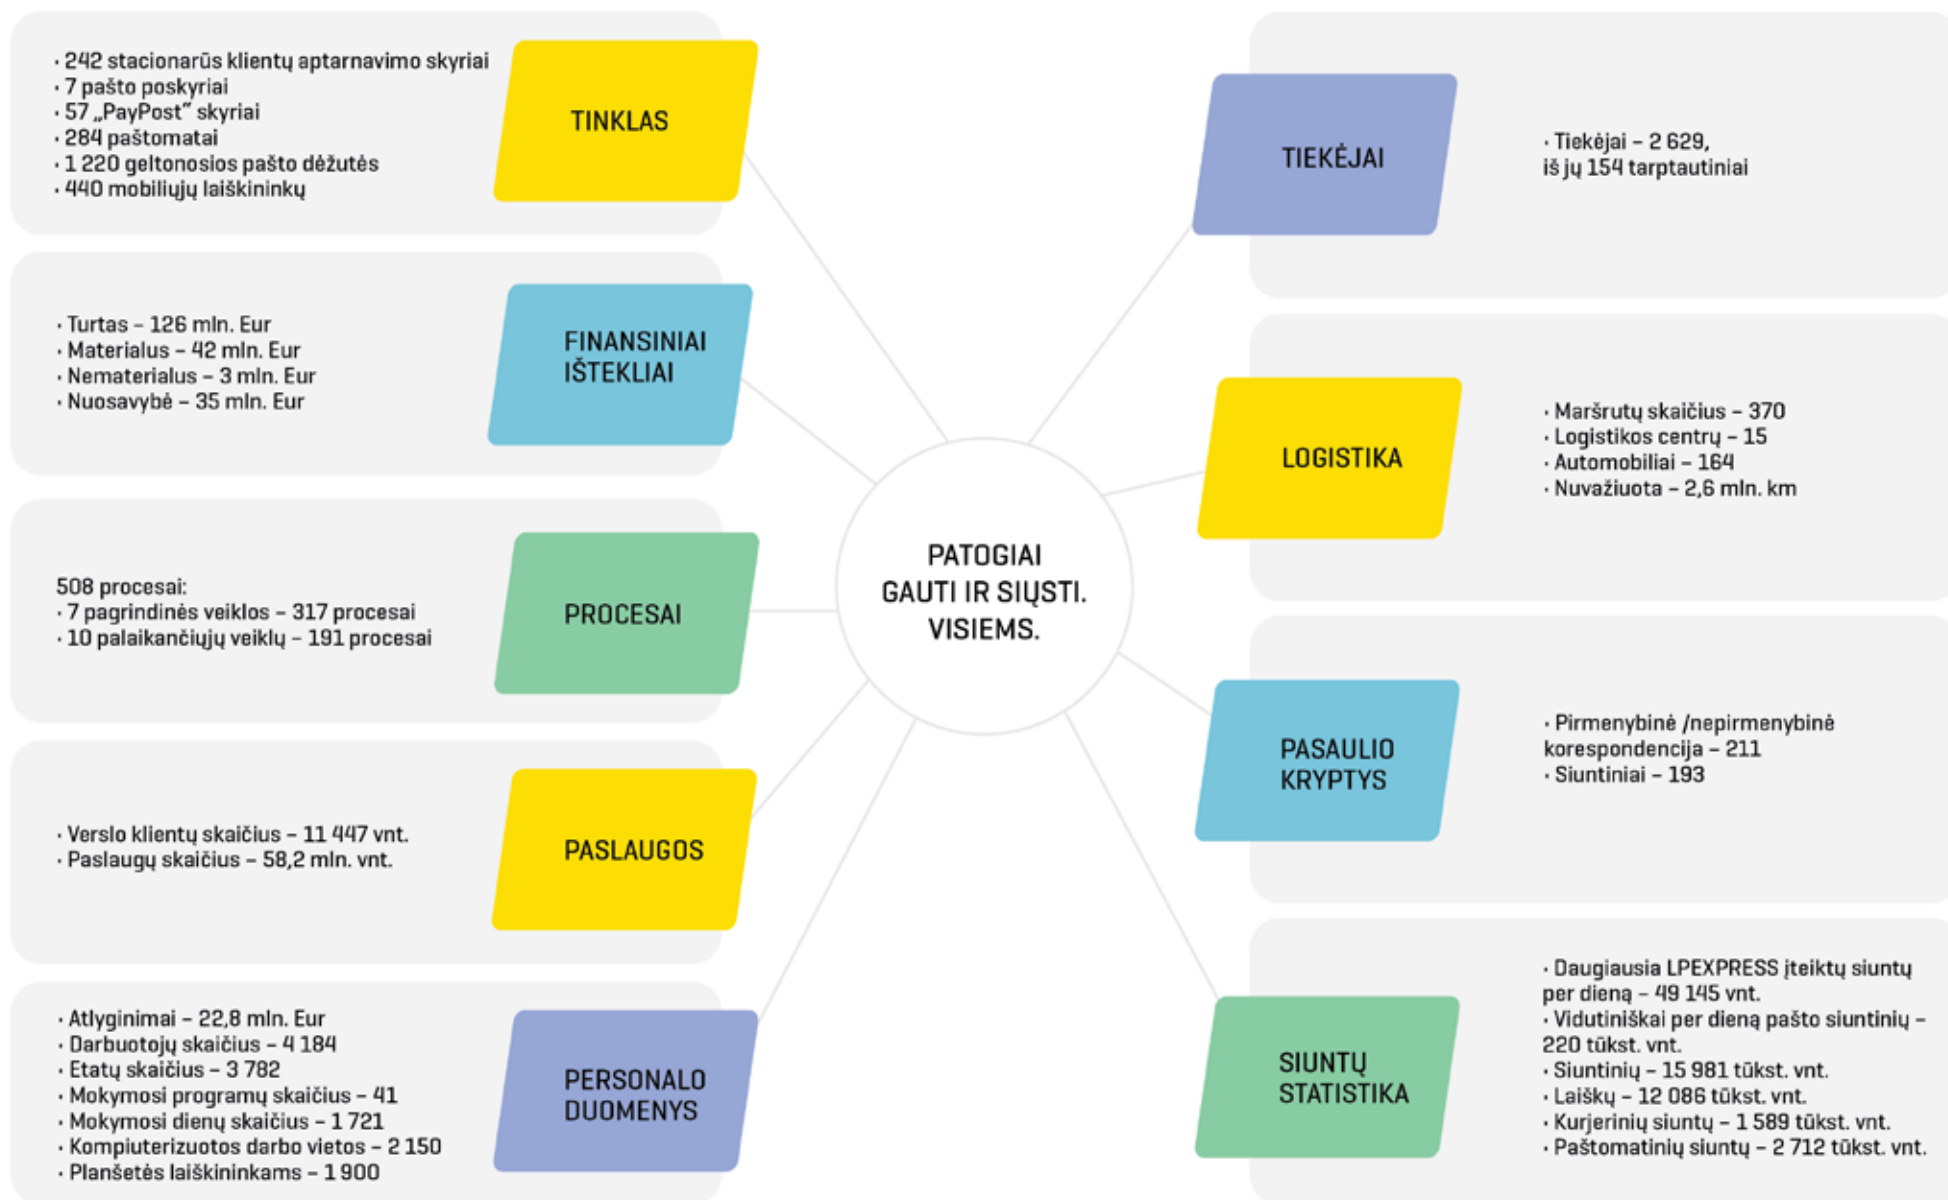 · 242 stacionarūs klientų aptarnavimo skyriai
· 7 pašto poskyriai
· 57 „PayPost“ skyriai
· 284 paštomatai
· 1 220 geltonosios pašto dėžutės
· 440 mobiliųjų laiškininkų
TINKLAS
· Turtas – 126 mln. Eur
· Materialus – 42 mln. Eur
· Nematerialus – 3 mln. Eur
· Nuosavybė – 35 mln. Eur
FINANSINIAI
IŠTEKLIAI
508 procesai:
· 7 pagrindinės veiklos – 317 procesai
· 10 palaikančiųjų veiklų – 191 procesai
PROCESAI
· Verslo klientų skaičius – 11 447 vnt.
· Paslaugų skaičius – 58,2 mln. vnt.
PASLAUGOS
· Atlyginimai – 22,8 mln. Eur
· Darbuotojų skaičius – 4 184
· Etatų skaičius – 3 782
· Mokymosi programų skaičius – 41
· Mokymosi dienų skaičius – 1 721
· Kompiuterizuotos darbo vietos – 2 150
· Planšetės laiškininkams – 1 900
PERSONALO
DUOMENYS
PATOGIAI
GAUTI IR SIŲSTI.
VISIEMS.
TIEKĖJAI
· Tiekėjai – 2 629,
iš jų 154 tarptautiniai
LOGISTIKA
· Maršrutų skaičius – 370
· Logistikos centrų – 15
· Automobiliai – 164
· Nuvažiuota – 2,6 mln. km
PASAULIO
KRYPTYS
· Pirmenybinė /nepirmenybinė
korespondencija – 211
· Siuntiniai – 193
SIUNTŲ
STATISTIKA
· Daugiausia LPEXPRESS įteiktų siuntų
per dieną – 49 145 vnt.
· Vidutiniškai per dieną pašto siuntinių –
220 tūkst. vnt.
· Siuntinių – 15 981 tūkst. vnt.
· Laiškų – 12 086 tūkst. vnt.
· Kurjerinių siuntų – 1 589 tūkst. vnt.
· Paštomatinių siuntų – 2 712 tūkst. vnt.